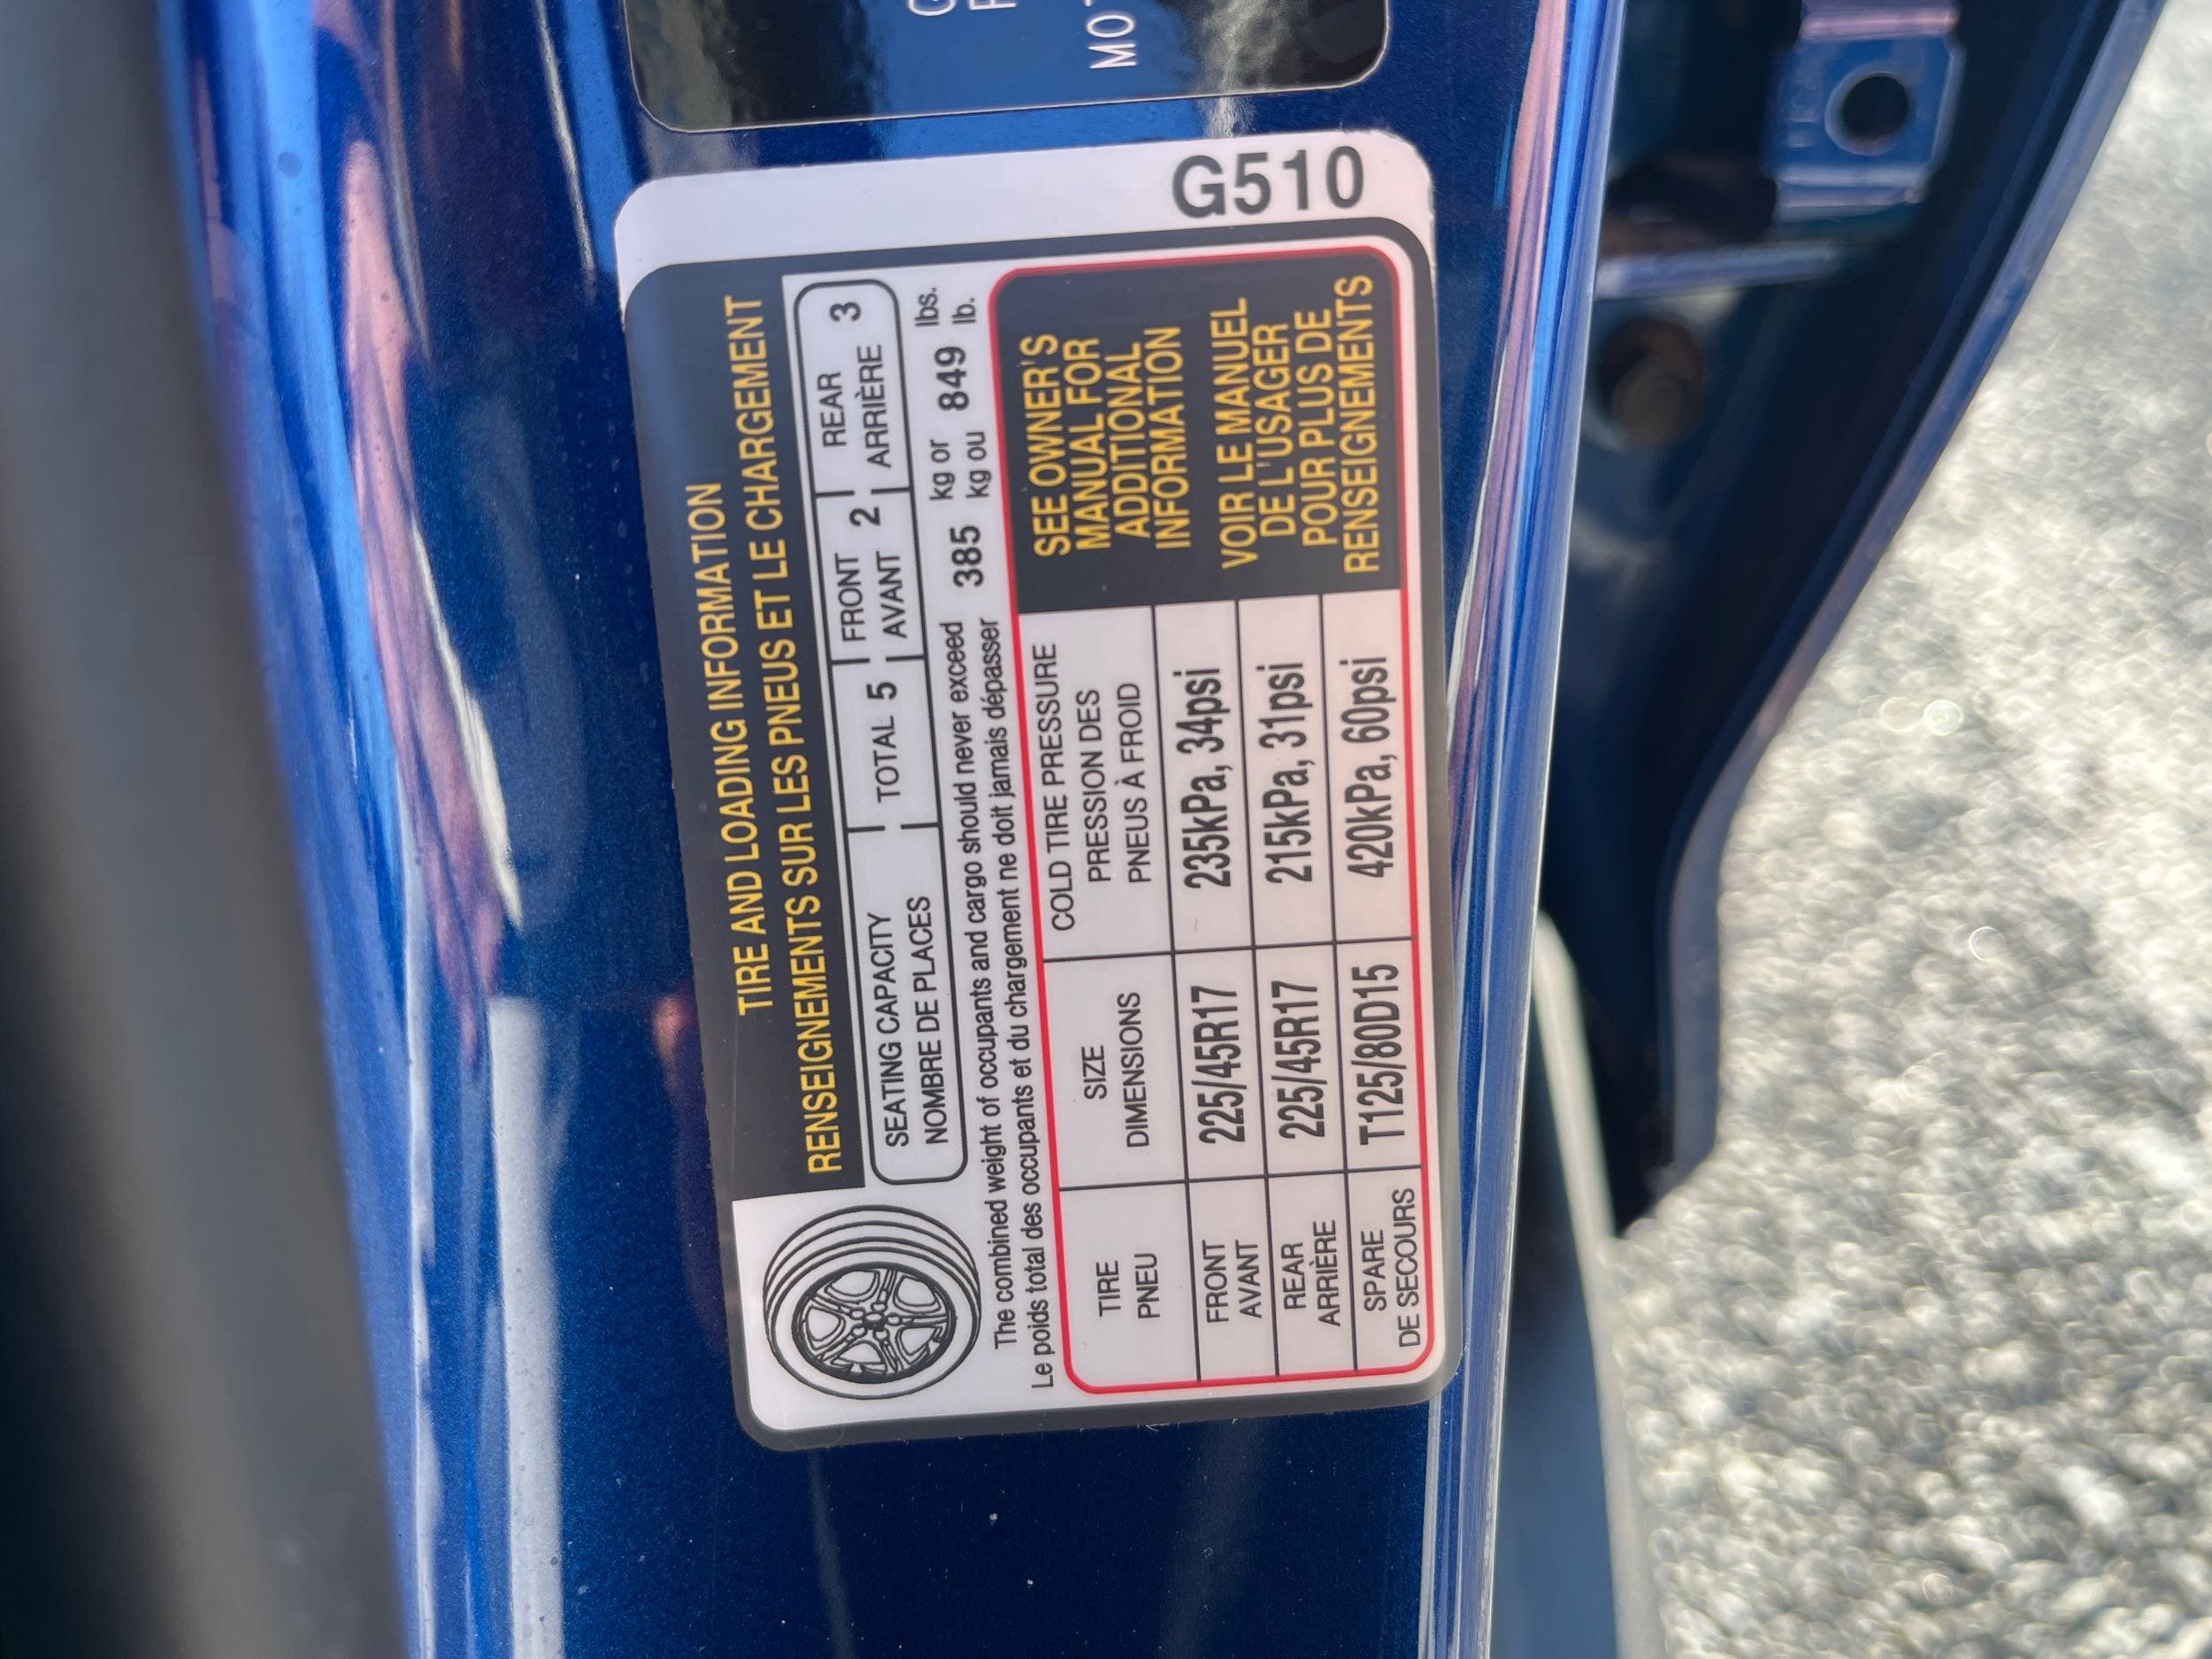 MOT
G510
TIRE AND LOADING INFORMATION
RENSEIGNEMENTS SUR LES PNEUS ET LE CHARGEMENT
SEATING CAPACITY
NOMBRE DE PLACES
TOTAL 5
FRONT
AVANT 2
REAR
ARRIÈRE 3
The combined weight of occupants and cargo should never exceed 385 kg or 849 lbs.
Le poids total des occupants et du chargement ne doit jamais dépasser kg ou lb.
TIRE
PNEU
SIZE
DIMENSIONS
COLD TIRE PRESSURE
PRESSION DES
PNEUS À FROID
FRONT
AVANT
225/45R17
235kPa, 34psi
REAR
ARRIÈRE
225/45R17
215kPa, 31psi
SPARE
DE SECOURS
T125/80D15
420kPa, 60psi
SEE OWNER'S
MANUAL FOR
ADDITIONAL
INFORMATION
VOIR LE MANUEL
DE L'USAGER
POUR PLUS DE
RENSEIGNEMENTS